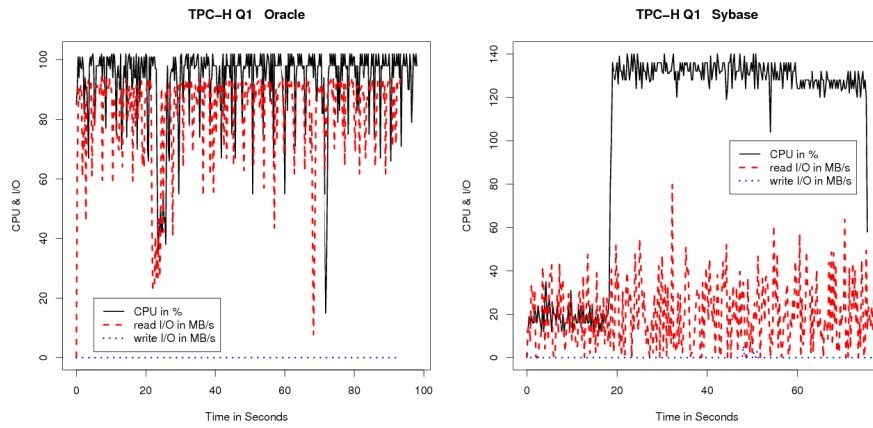 TPC−H Q1 Oracle
CPU & I/O
100
80
60
40
20
0
CPU in %
read I/O in MB/s
write I/O in MB/s
0 20 40 60 80 100
Time in Seconds
TPC−H Q1 Sybase
CPU & I/O
140
120
100
80
60
40
20
0
CPU in %
read I/O in MB/s
write I/O in MB/s
0 20 40 60
Time in Seconds